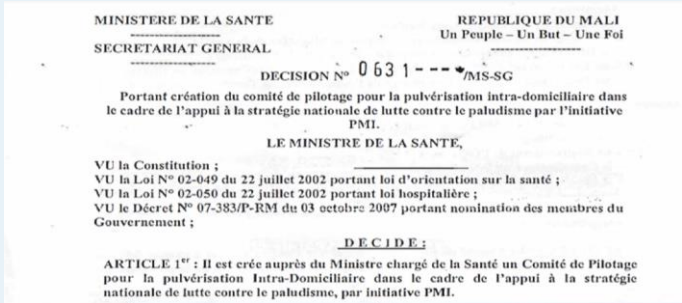 MINISTERE DE LA SANTE
REPUBLIQUE DU MALI
Un Peuple – Un But – Une Foi
SECRETARIAT GENERAL
DECISION N° 0631----/MS-SG
Portant création du comité de pilotage pour la pulvérisation intra-domiciliaire dans
le cadre de l'appui à la stratégie nationale de lutte contre le paludisme par l'initiative
PMI.
LE MINISTRE DE LA SANTE,
VU la Constitution ;
VU la Loi N° 02-049 du 22 juillet 2002 portant loi d'orientation sur la santé ;
VU la Loi N° 02-050 du 22 juillet 2002 portant loi hospitalière ;
VU le Décret N° 07-383/P-RM du 03 octobre 2007 portant nomination des membres du
Gouvernement ;
DECIDE:
ARTICLE 1er : Il est crée auprès du Ministre chargé de la Santé un Comité de Pilotage
pour la pulvérisation Intra-Domiciliaire dans le cadre de l'appui à la stratégie
nationale de lutte contre le paludisme, par initiative PMI.